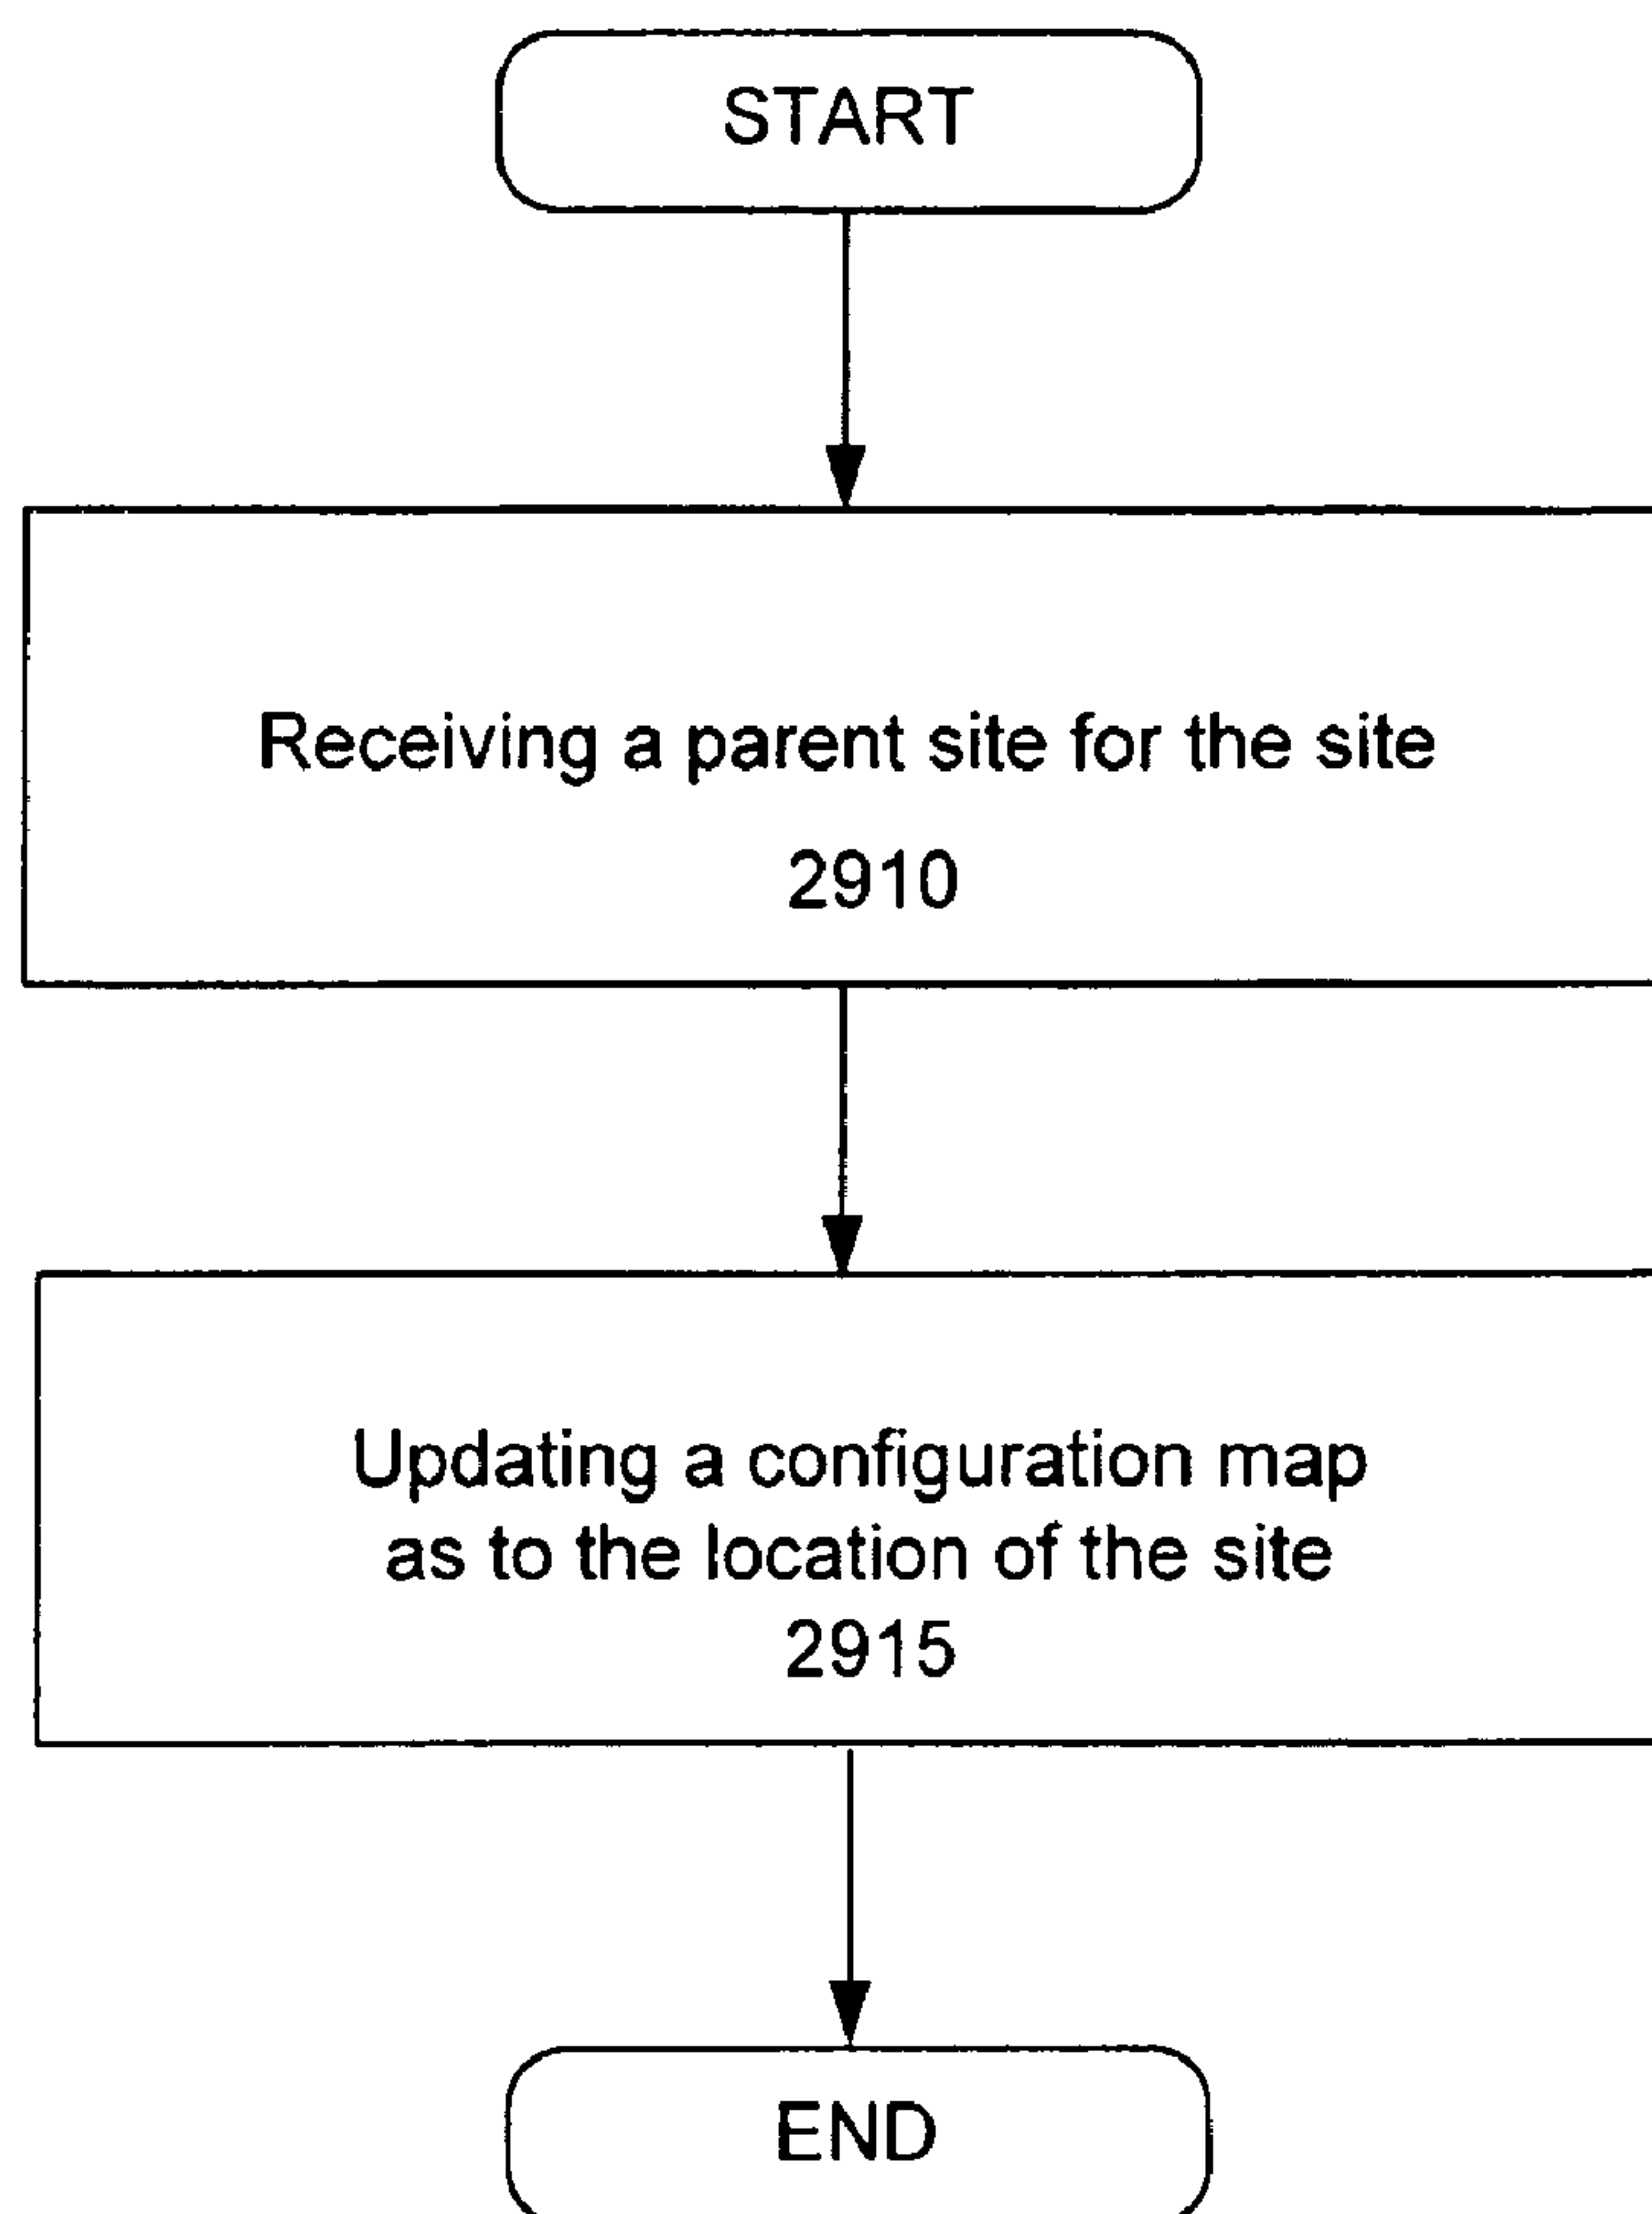 START
Receiving a parent site for the site
2910
Updating a configuration map
as to the location of the site
2915
END